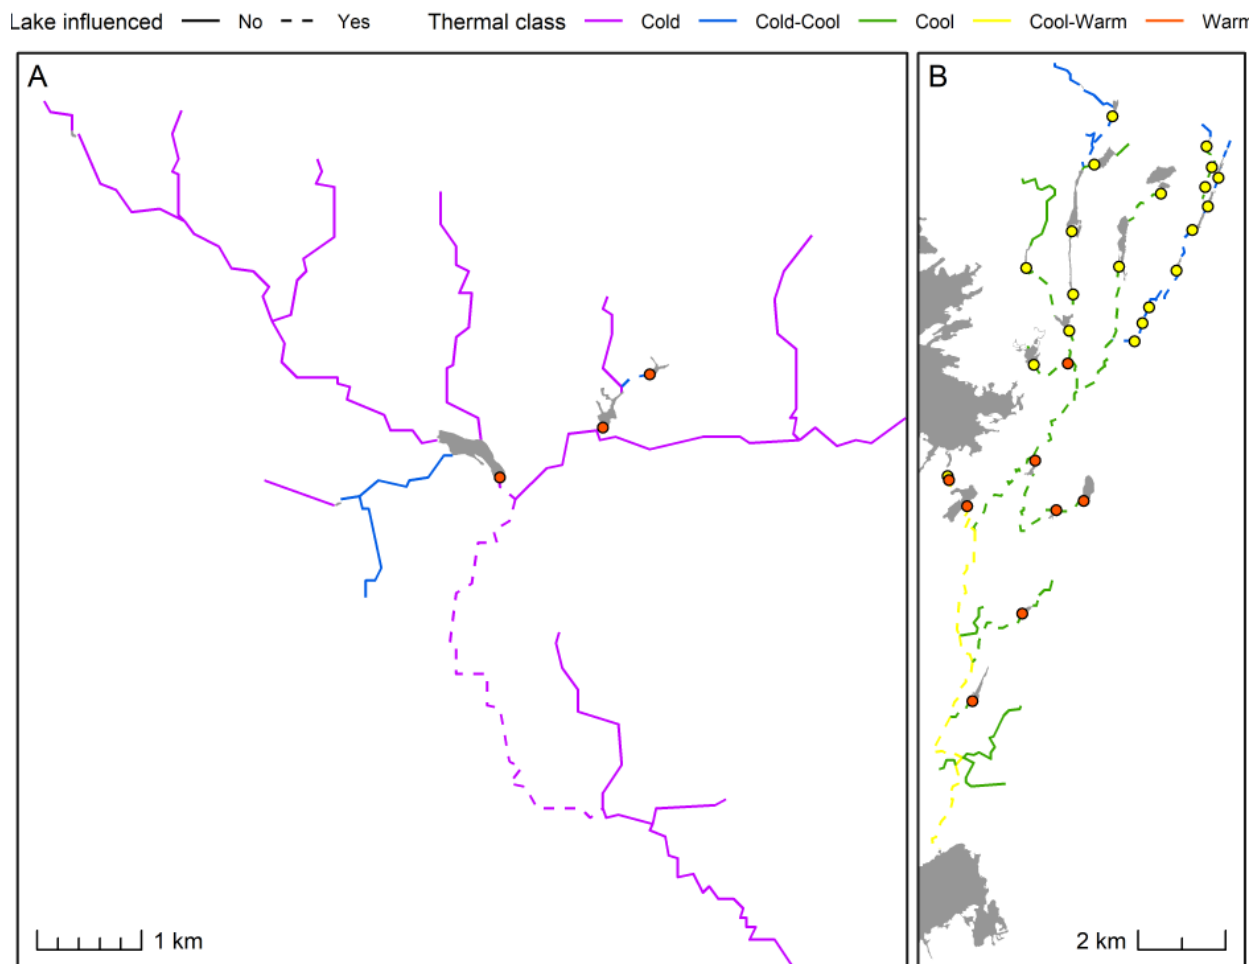 Lake influenced No Yes Thermal class Cold Cold-Cool Cool Cool-Warm Warm
A
B
1 km
2 km